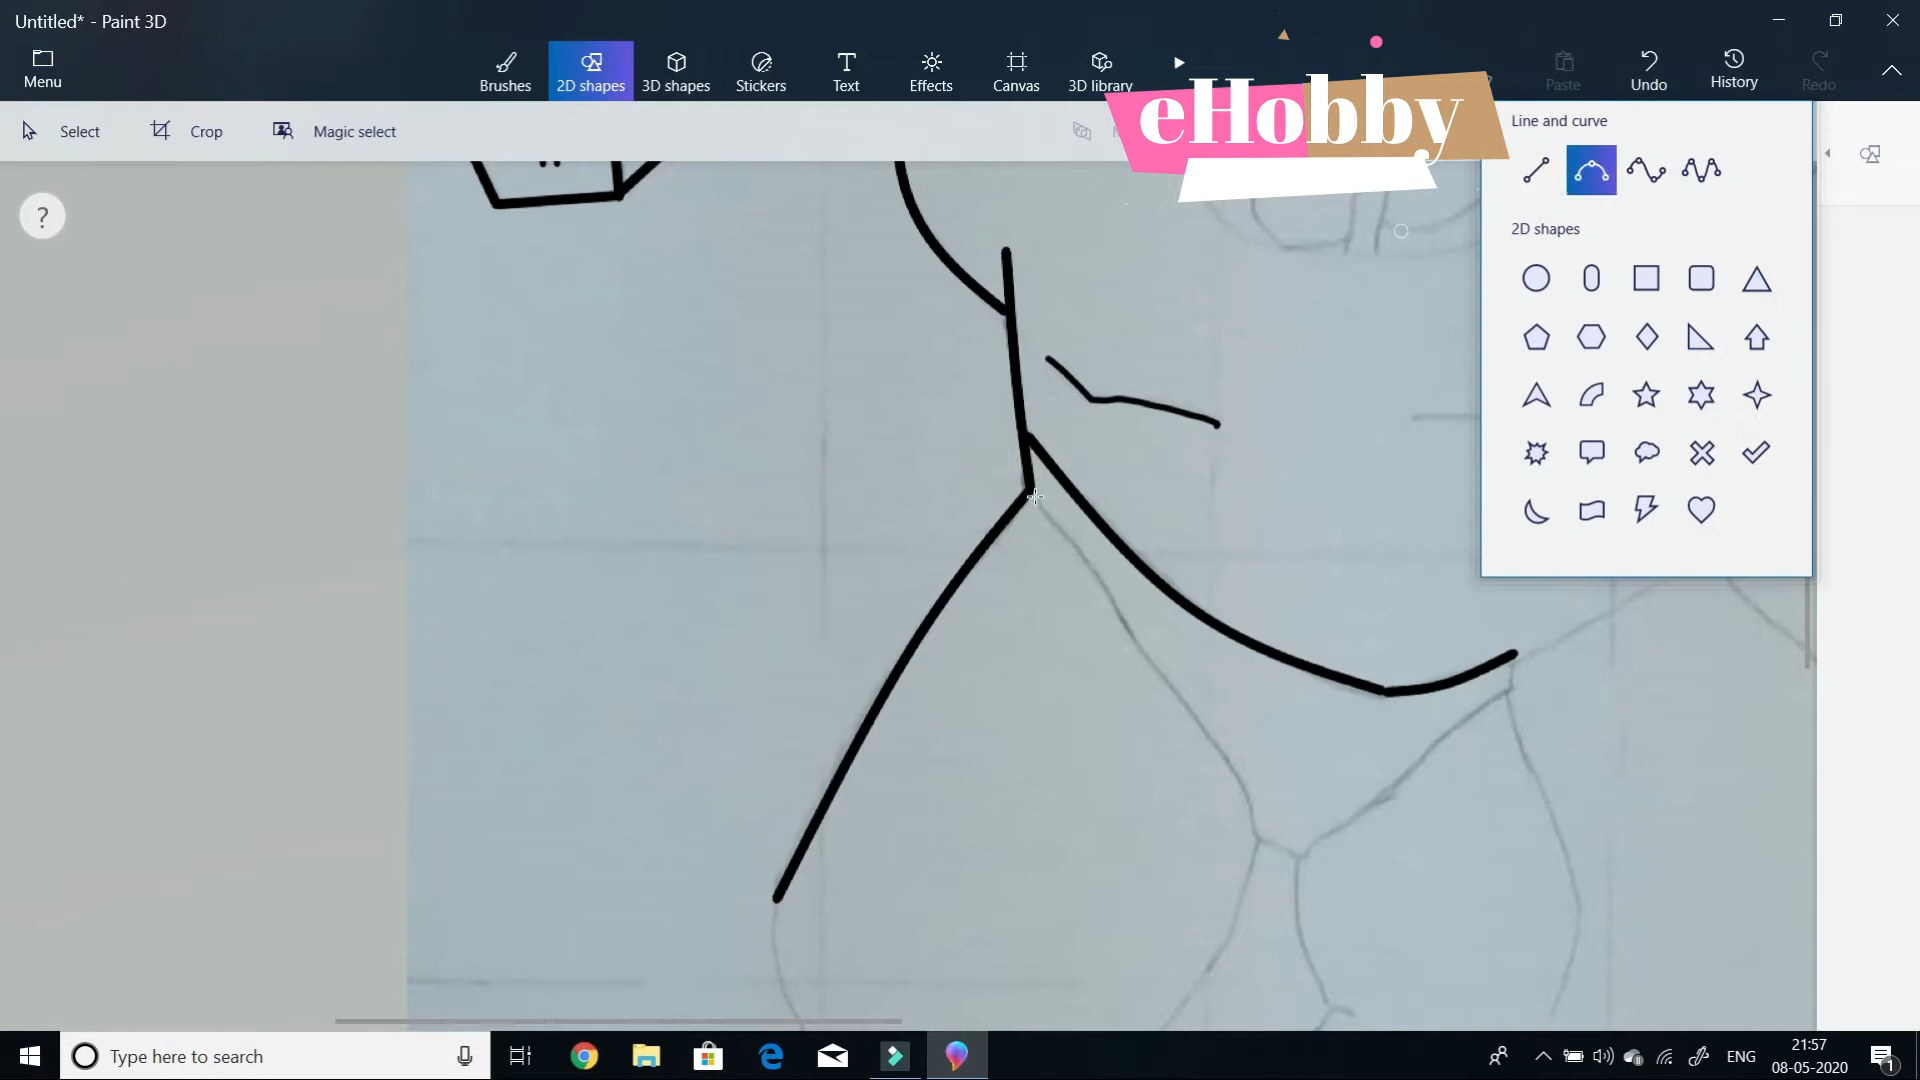 Untitled* - Paint 3D
Menu
Brushes
2D shapes
3D shapes
Stickers
Text
Effects
Canvas
3D library
Paste
Undo
History
Redo
eHobby
Select
Crop
Magic select
Line and curve
2D shapes
?
Type here to search
ENG
21:57
08-05-2020
1